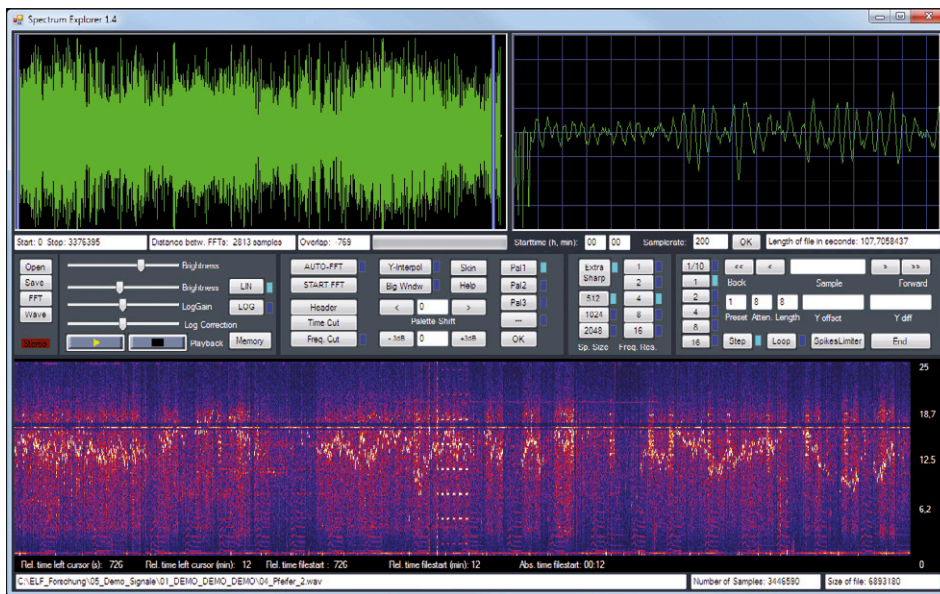 Spectrum Explorer 1.4
Start: 0 Stop: 3376395
Distance betw. FFTs: 2813 samples
Overlap: -769
Starttime (h, min): 00 00
Samplerate: 200
OK
Length of file in seconds: 107,7058437
Open
Save
FFT
Wave
Stereo
Brightness
Brightness
LogGain
Log Correction
Playback
LIN
LOG
Memory
AUTO-FFT
START FFT
Header
Time Cut
Freq. Cut
Y-Interpol
Big Wndw
Skin
Help
< 0 >
Palette Shift
-3dB 0 +3dB
Pal1
Pal2
Pal3
---
OK
Extra Sharp
512
1024
2048
Sp. Size
1
2
4
8
16
Freq. Res.
1/10
1
2
4
8
16
<< < > >>
Back Sample Forward
1 8 8
Preset Atten. Length Y offset Y diff
Step Loop SpikesLimiter End
25
18,7
12,5
6,2
0
Rel. time left cursor (s): 726
Rel. time left cursor (min): 12
Rel. time filestart : 726
Rel. time filestart (min): 12
Abs. time filestart: 00:12
C:\ELF_Forschung\05_Demo_Signale\01_DEMO_DEMO_DEMO\04_Pfeifer_2.wav
Number of Samples: 3446590
Size of file: 6893180